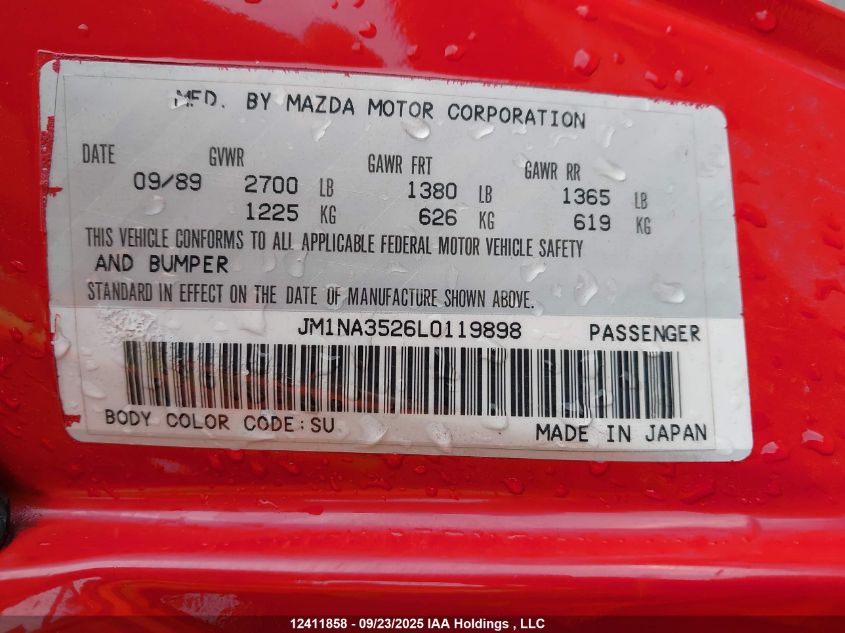 MFD. BY MAZDA MOTOR CORPORATION
DATE GVWR GAWR FRT GAWR RR
09/89 2700 LB 1380 LB 1365 LB
1225 KG 626 KG 619 KG
THIS VEHICLE CONFORMS TO ALL APPLICABLE FEDERAL MOTOR VEHICLE SAFETY
AND BUMPER
STANDARD IN EFFECT ON THE DATE OF MANUFACTURE SHOWN ABOVE.
JM1NA3526L0119898 PASSENGER
BODY COLOR CODE:SU MADE IN JAPAN
12411858 - 09/23/2025 IAA Holdings , LLC